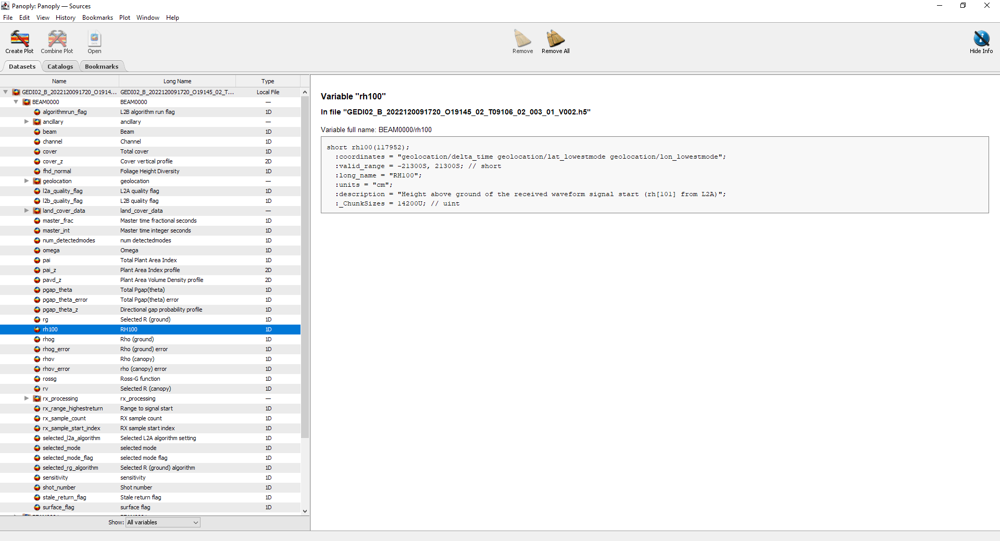 Panoply: Panoply — Sources
File Edit View History Bookmarks Plot Window Help
Create Plot Combine Plot Open Remove Remove All Hide Info
Datasets Catalogs Bookmarks
Name Long Name Type
GEDI02_B_2022120091720_O1914... GEDI02_B_2022120091720_O19145_02_T... Local File
BEAM0000 BEAM0000 —
algorithmrun_flag L2B algorithm run flag 1D
ancillary ancillary —
beam Beam 1D
channel Channel 1D
cover Total cover 1D
cover_z Cover vertical profile 2D
fhd_normal Foliage Height Diversity 1D
geolocation geolocation —
l2a_quality_flag L2A quality flag 1D
l2b_quality_flag L2B quality flag 1D
land_cover_data land_cover_data —
master_frac Master time fractional seconds 1D
master_int Master time integer seconds 1D
num_detectedmodes num detectedmodes 1D
omega Omega 1D
pai Total Plant Area Index 1D
pai_z Plant Area Index profile 2D
pavd_z Plant Area Volume Density profile 2D
pgap_theta Total Pgap(theta) 1D
pgap_theta_error Total Pgap(theta) error 1D
pgap_theta_z Directional gap probability profile 1D
rg Selected R (ground) 1D
rh100 RH100 1D
rhog Rho (ground) 1D
rhog_error Rho (ground) error 1D
rhov Rho (canopy) 1D
rhov_error rho (canopy) error 1D
rossg Ross-G function 1D
rv Selected R (canopy) 1D
rx_processing rx_processing —
rx_range_highestreturn Range to signal start 1D
rx_sample_count RX sample count 1D
rx_sample_start_index RX sample start index 1D
selected_l2a_algorithm Selected L2A algorithm setting 1D
selected_mode selected mode 1D
selected_mode_flag selected mode flag 1D
selected_rg_algorithm Selected R (ground) algorithm 1D
sensitivity sensitivity 1D
shot_number Shot number 1D
stale_return_flag Stale return flag 1D
surface_flag surface flag 1D
Show: All variables
Variable "rh100"
In file "GEDI02_B_2022120091720_O19145_02_T09106_02_003_01_V002.h5"
Variable full name: BEAM0000/rh100
short rh100(117952);
:coordinates = "geolocation/delta_time geolocation/lat_lowestmode geolocation/lon_lowestmode";
:valid_range = -21300S, 21300S; // short
:long_name = "RH100";
:units = "cm";
:description = "Height above ground of the received waveform signal start (rh[101] from L2A)";
:_ChunkSizes = 14200U; // uint